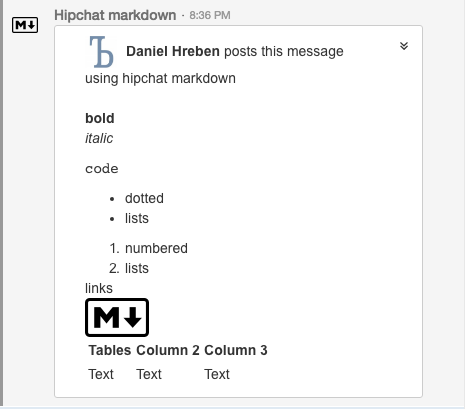 Hipchat markdown · 8:36 PM
M
Ъ Daniel Hreben posts this message
using hipchat markdown
bold
italic
code
• dotted
• lists
1. numbered
2. lists
links
M
Tables Column 2 Column 3
Text Text Text